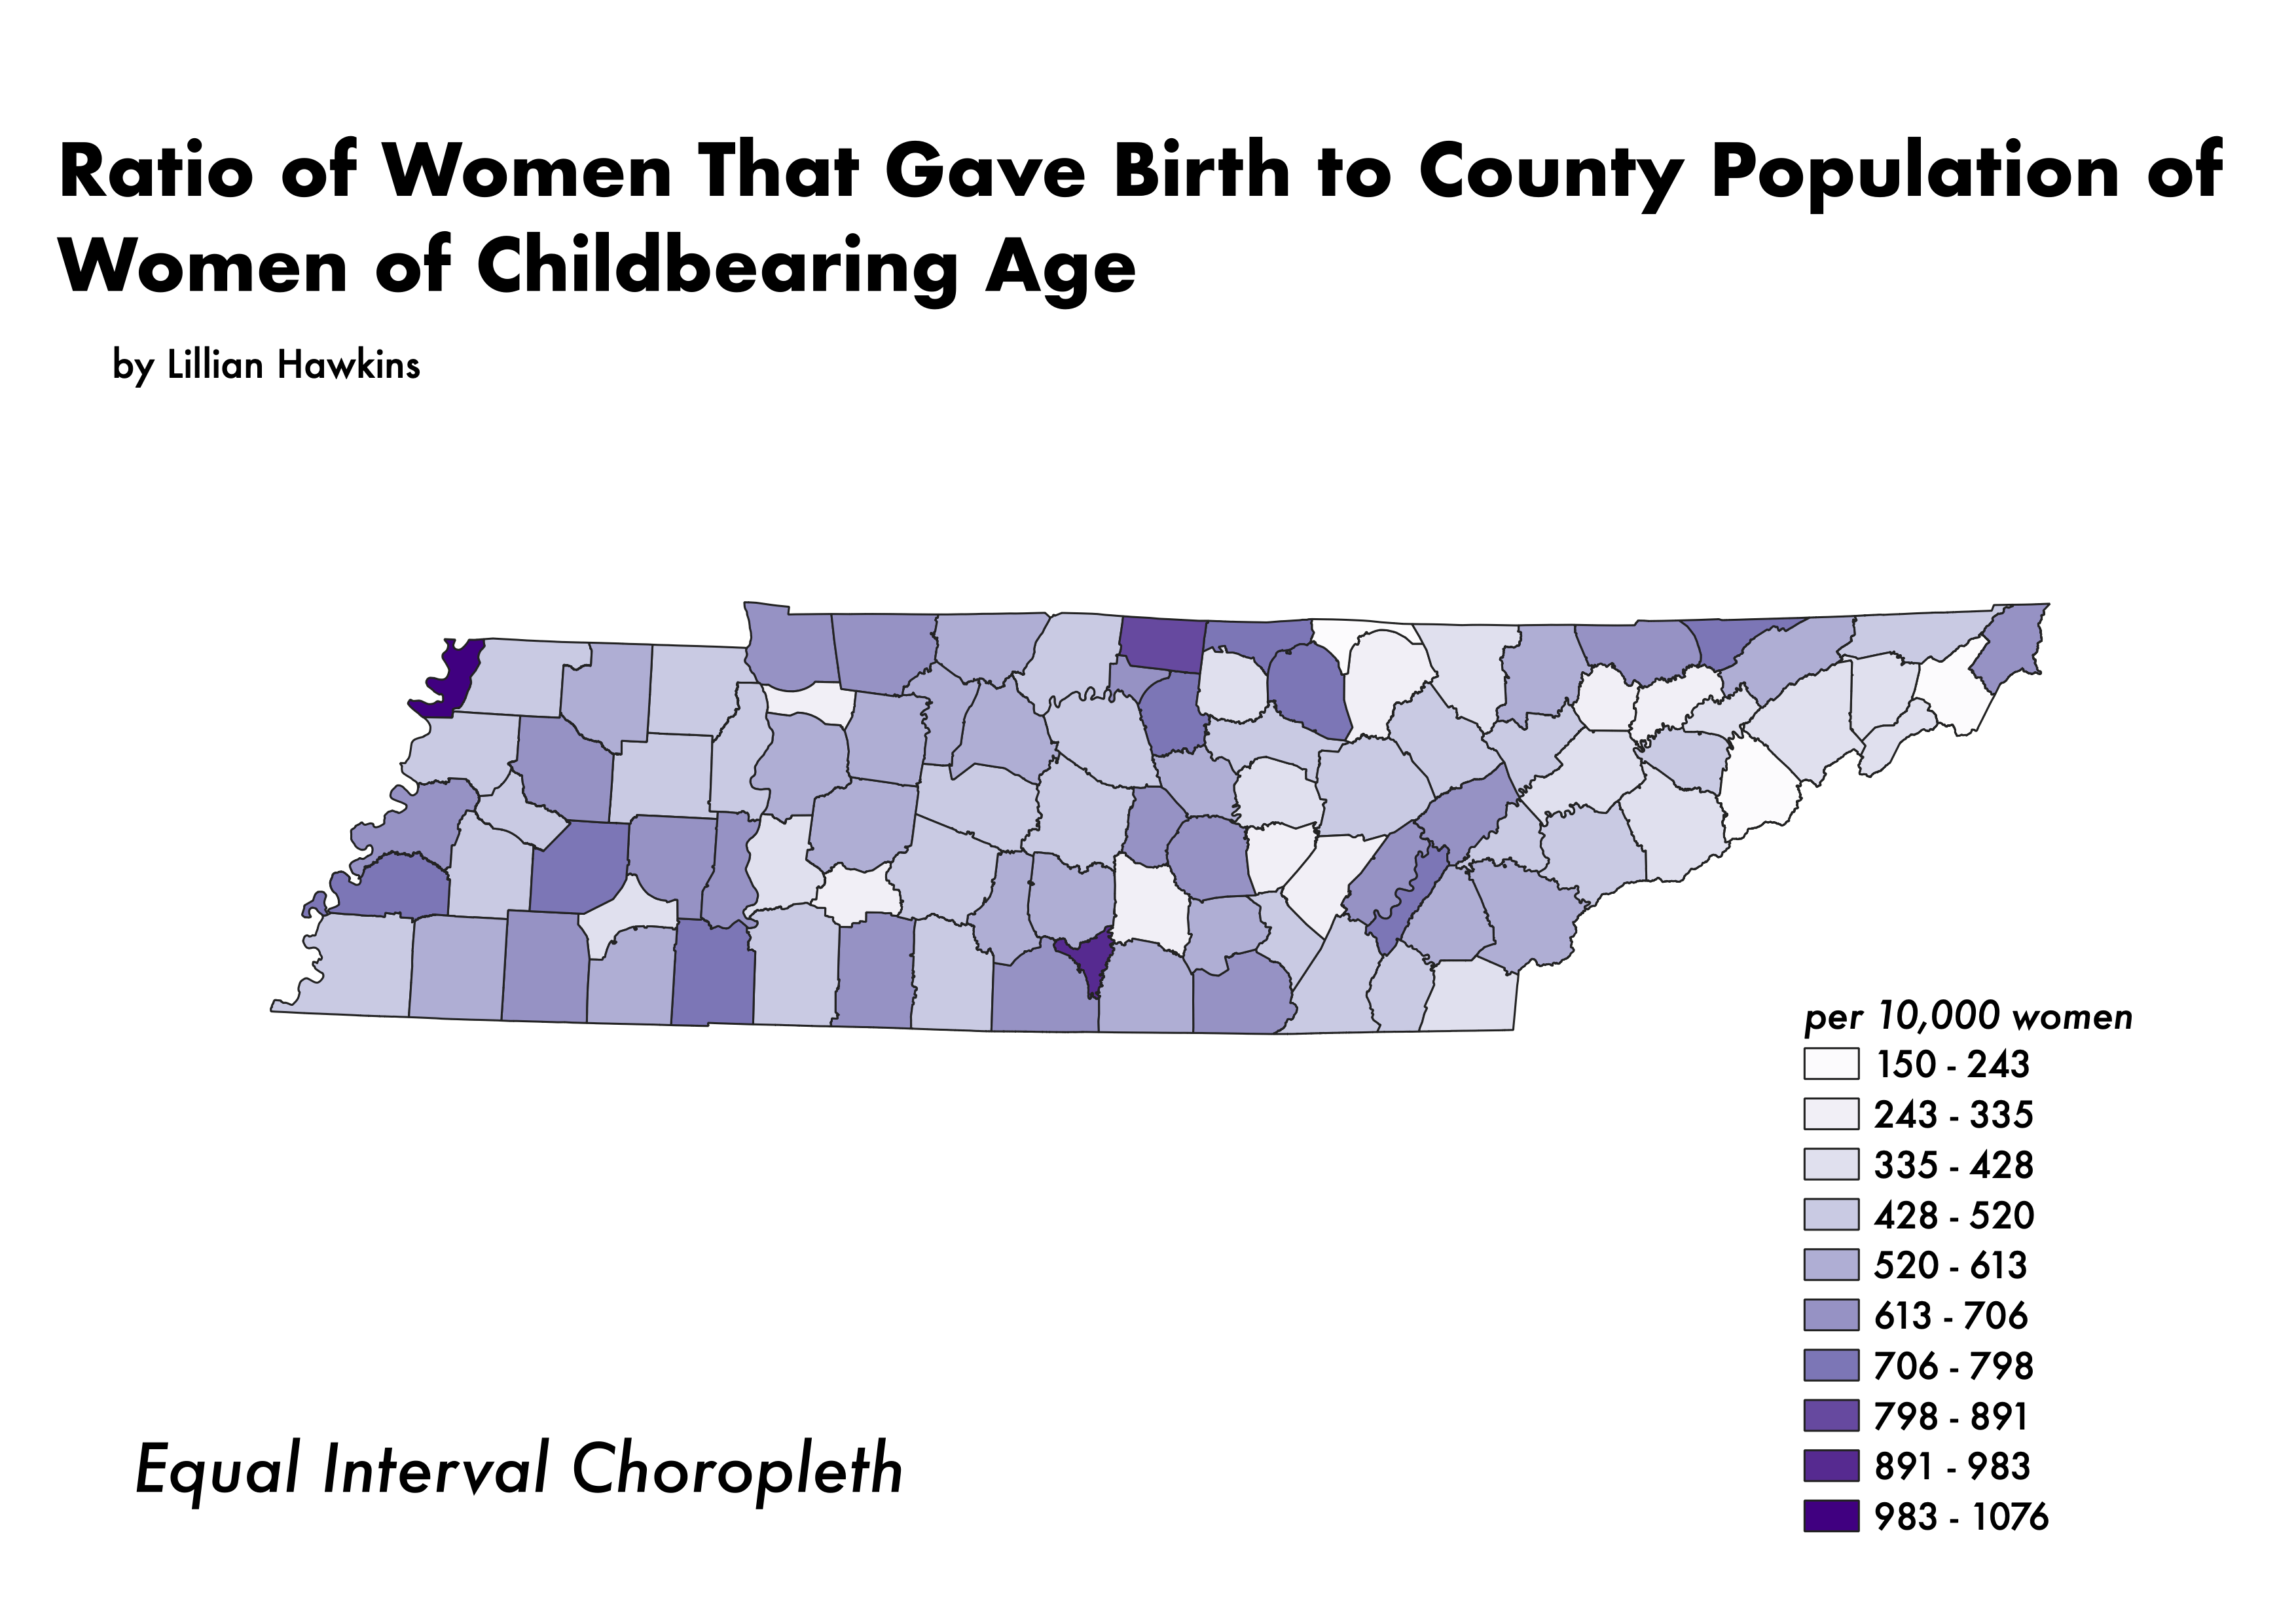 Ratio of Women That Gave Birth to County Population of
Women of Childbearing Age
by Lillian Hawkins
per 10,000 women
150 - 243
243 - 335
335 - 428
428 - 520
520 - 613
613 - 706
706 - 798
798 - 891
891 - 983
983 - 1076
Equal Interval Choropleth